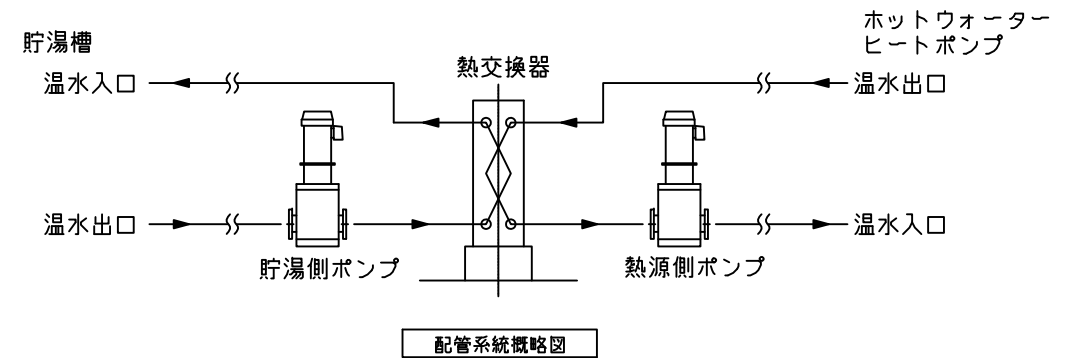 ホットウォーター
ヒートポンプ
貯湯槽
熱交換器
温水入口
温水出口
温水出口
温水入口
貯湯側ポンプ
熱源側ポンプ
配管系統概略図